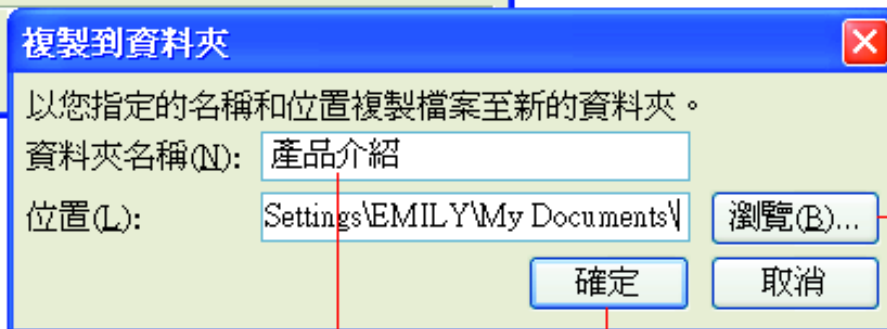 複製到資料夾
以您指定的名稱和位置複製檔案至新的資料夾。
資料夾名稱(N): 產品介紹
位置(L): Settings\EMILY\My Documents\ 瀏覽(B)...
確定 取消